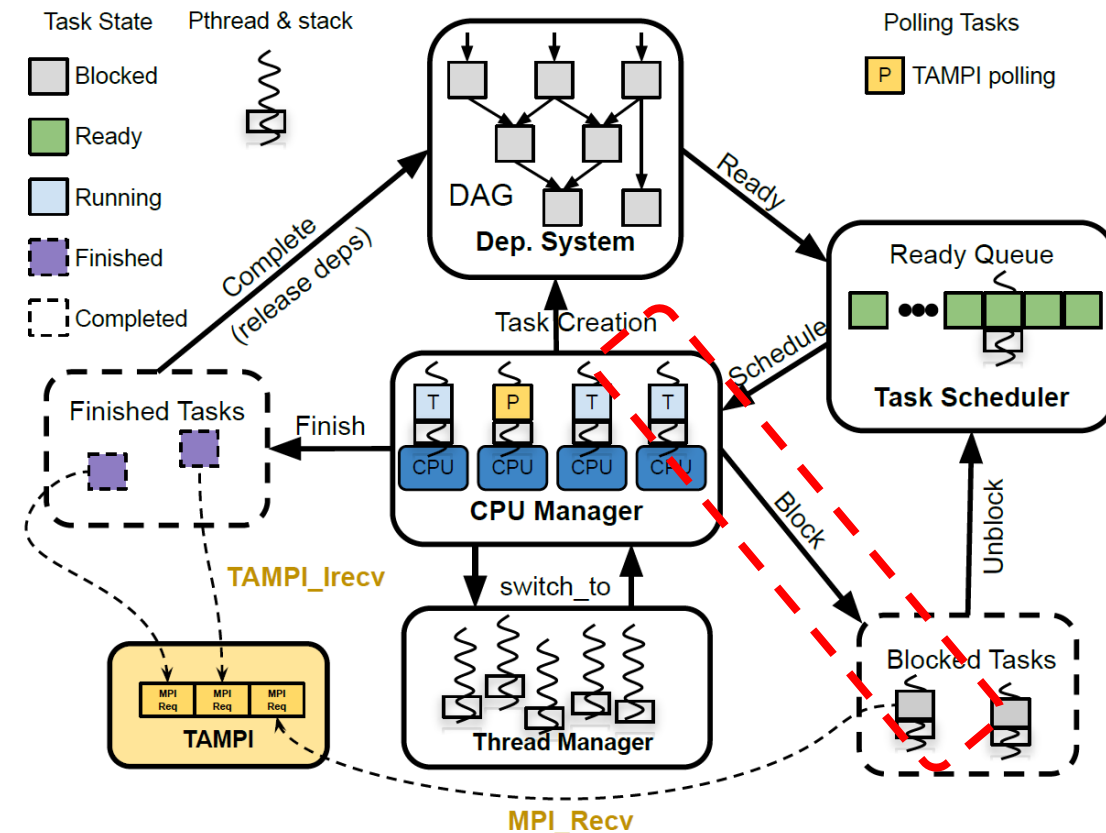 Task State
Pthread & stack
Polling Tasks
Blocked
Ready
Running
Finished
Completed
P
TAMPI polling
DAG
Dep. System
Ready
Complete
(release deps)
Task Creation
Ready Queue
Task Scheduler
Schedule
Finished Tasks
Finish
T
P
T
T
CPU
CPU
CPU
CPU
CPU Manager
Block
Unblock
TAMPI_Irecv
switch_to
Thread Manager
Blocked Tasks
MPI
Req
MPI
Req
MPI
Req
TAMPI
MPI_Recv